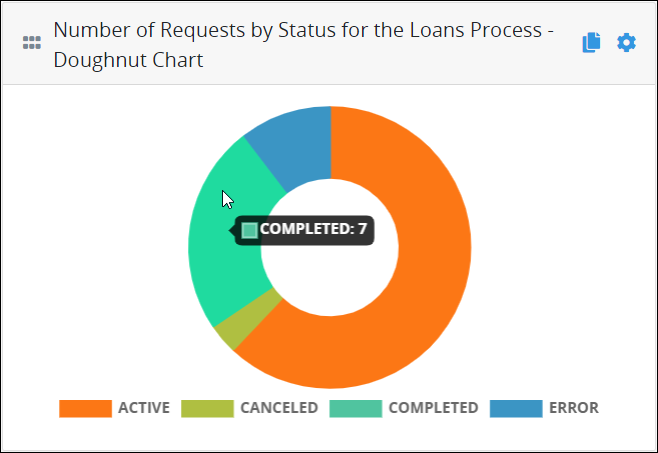 Number of Requests by Status for the Loans Process -
Doughnut Chart
COMPLETED: 7
ACTIVE CANCELED COMPLETED ERROR